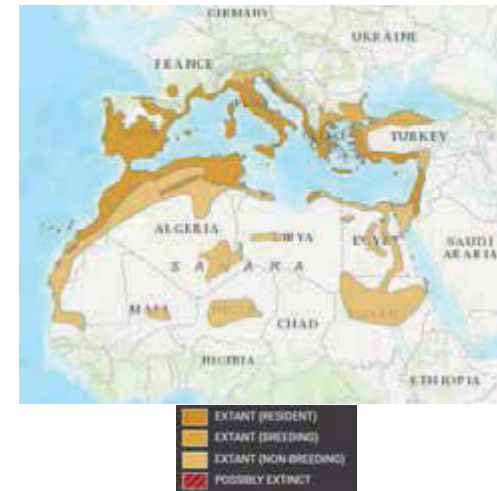 GERMANY
UKRAINE
FRANCE
TURKEY
ALGERIA
LIBYA
EGYPT
SAUDI
ARABIA
S A H A R A
MALI
CHAD
NIGERIA
ETHIOPIA
EXTANT (RESIDENT)
EXTANT (BREEDING)
EXTANT (NON-BREEDING)
POSSIBLY EXTINCT